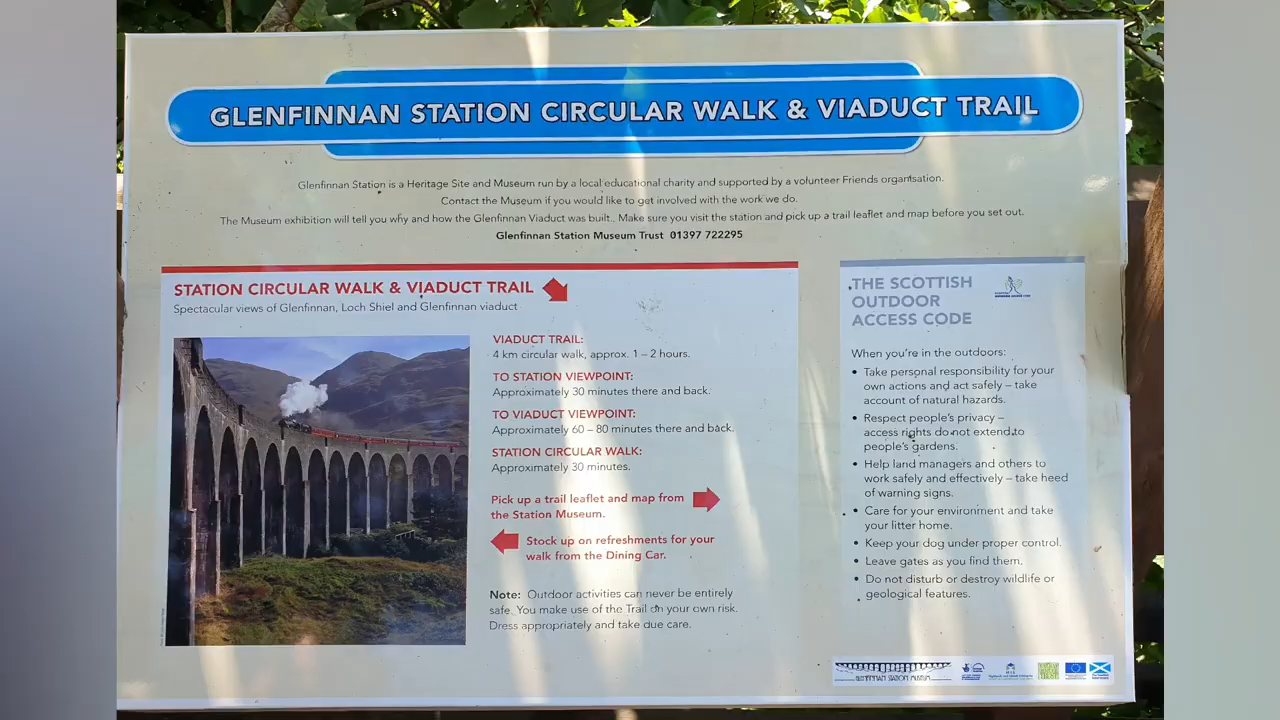 GLENFINNAN STATION CIRCULAR WALK & VIADUCT TRAIL
Glenfinnan Station is a Heritage Site and Museum run by a local educational charity and supported by a volunteer Friends organisation.
Contact the Museum if you would like to get involved with the work we do.
The Museum exhibition will tell you why and how the Glenfinnan Viaduct was built. Make sure you visit the station and pick up a trail leaflet and map before you set out.
Glenfinnan Station Museum Trust 01397 722295
STATION CIRCULAR WALK & VIADUCT TRAIL
Spectacular views of Glenfinnan, Loch Shiel and Glenfinnan viaduct
VIADUCT TRAIL:
4 km circular walk, approx. 1 – 2 hours.
TO STATION VIEWPOINT:
Approximately 30 minutes there and back.
TO VIADUCT VIEWPOINT:
Approximately 60 – 80 minutes there and back.
STATION CIRCULAR WALK:
Approximately 30 minutes.
Pick up a trail leaflet and map from
the Station Museum.
Stock up on refreshments for your
walk from the Dining Car.
Note: Outdoor activities can never be entirely
safe. You make use of the Trail on your own risk.
Dress appropriately and take due care.
THE SCOTTISH
OUTDOOR
ACCESS CODE
When you're in the outdoors:
• Take personal responsibility for your
own actions and act safely – take
account of natural hazards.
• Respect people's privacy –
access rights do not extend to
people's gardens.
• Help land managers and others to
work safely and effectively – take heed
of warning signs.
• Care for your environment and take
your litter home.
• Keep your dog under proper control.
• Leave gates as you find them.
• Do not disturb or destroy wildlife or
geological features.
GLENFINNAN STATION MUSEUM